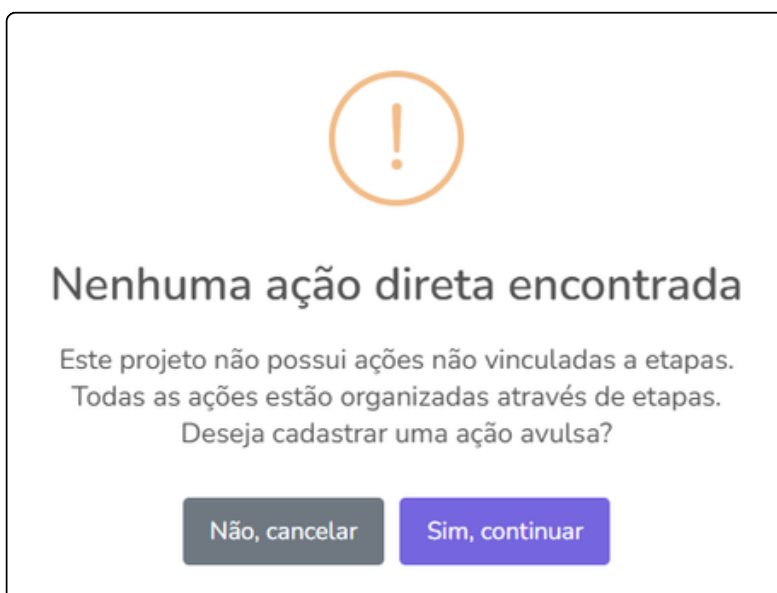 Nenhuma ação direta encontrada
Este projeto não possui ações não vinculadas a etapas.
Todas as ações estão organizadas através de etapas.
Deseja cadastrar uma ação avulsa?
Não, cancelar
Sim, continuar